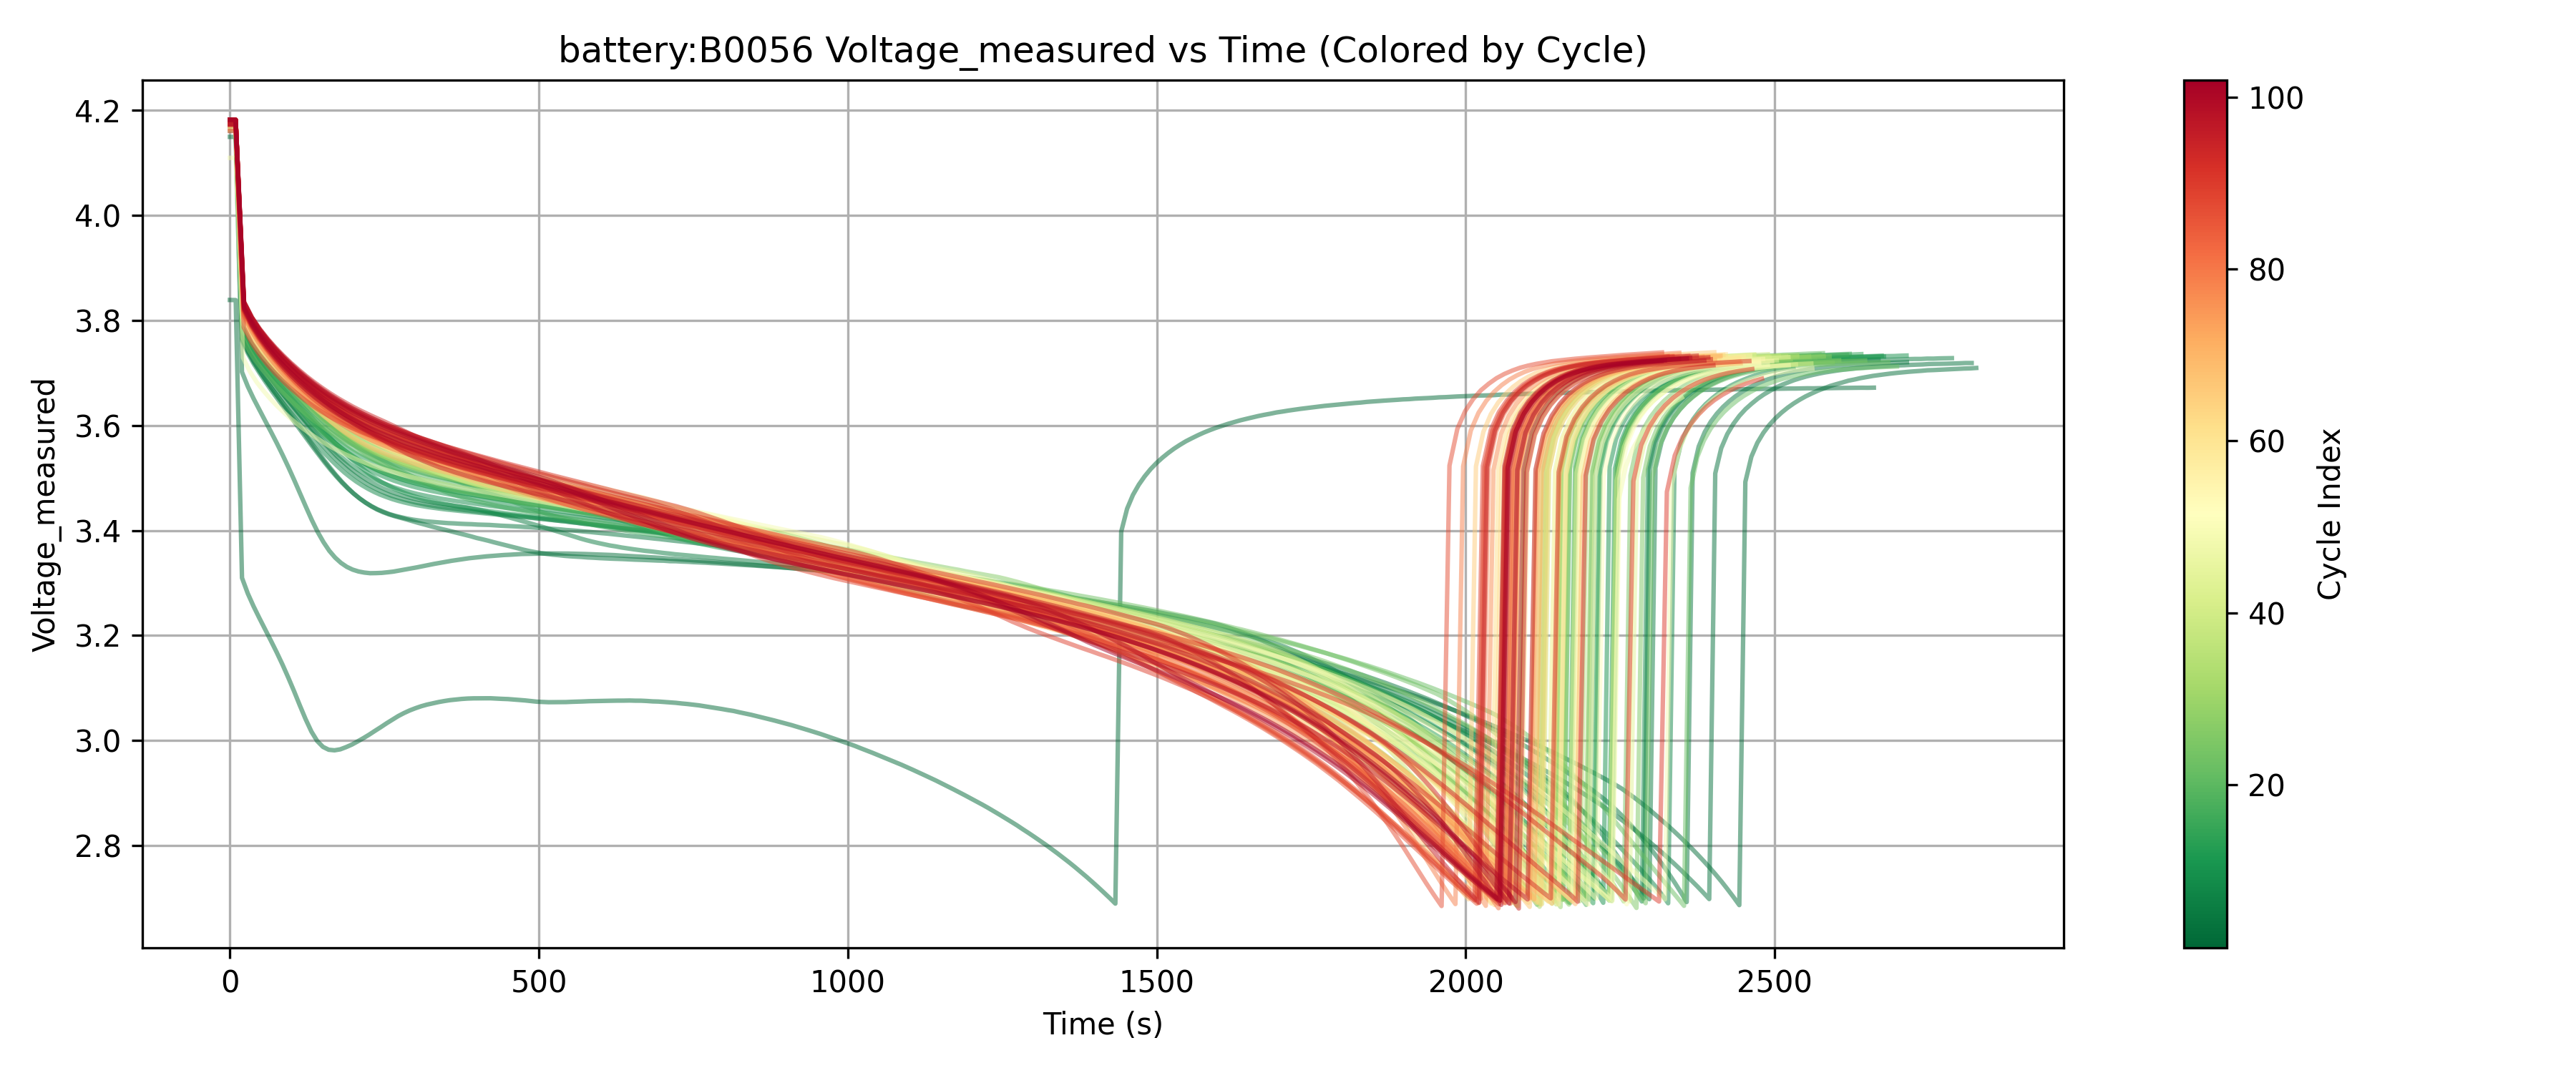 battery:B0056 Voltage_measured vs Time (Colored by Cycle)
4.2
4.0
3.8
3.6
3.4
3.2
3.0
2.8
Voltage_measured
0 500 1000 1500 2000 2500
Time (s)
100
80
60
40
20
Cycle Index